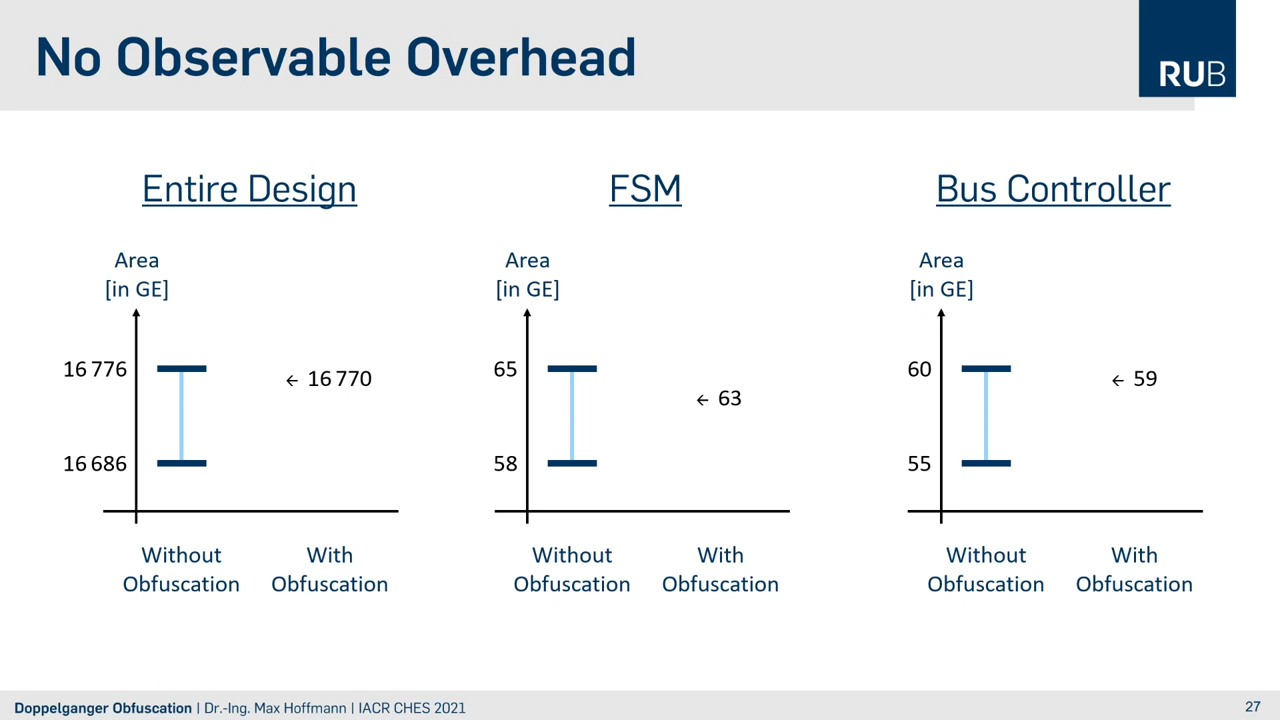 No Observable Overhead
RUB
Entire Design
Area
[in GE]
16 776
← 16 770
16 686
Without
Obfuscation
With
Obfuscation
FSM
Area
[in GE]
65
← 63
58
Without
Obfuscation
With
Obfuscation
Bus Controller
Area
[in GE]
60
← 59
55
Without
Obfuscation
With
Obfuscation
Doppelganger Obfuscation | Dr.-Ing. Max Hoffmann | IACR CHES 2021
27